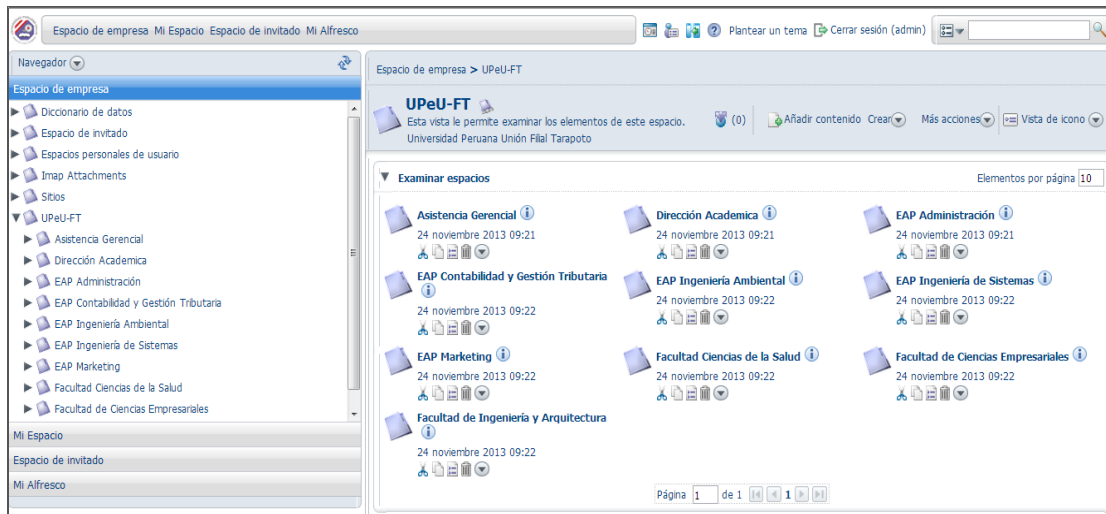 Espacio de empresa Mi Espacio Espacio de invitado Mi Alfresco
Plantear un tema Cerrar sesión (admin)
Navegador
Espacio de empresa
Diccionario de datos
Espacio de invitado
Espacios personales de usuario
Imap Attachments
Sitios
UPeU-FT
Asistencia Gerencial
Dirección Academica
EAP Administración
EAP Contabilidad y Gestión Tributaria
EAP Ingeniería Ambiental
EAP Ingeniería de Sistemas
EAP Marketing
Facultad Ciencias de la Salud
Facultad de Ciencias Empresariales
Mi Espacio
Espacio de invitado
Mi Alfresco
Espacio de empresa > UPeU-FT
UPeU-FT
Esta vista le permite examinar los elementos de este espacio.
Universidad Peruana Unión Filial Tarapoto
(0) Añadir contenido Crear Más acciones Vista de icono
Examinar espacios
Elementos por página 10
Asistencia Gerencial
24 noviembre 2013 09:21
Dirección Academica
24 noviembre 2013 09:21
EAP Administración
24 noviembre 2013 09:21
EAP Contabilidad y Gestión Tributaria
24 noviembre 2013 09:22
EAP Ingeniería Ambiental
24 noviembre 2013 09:22
EAP Ingeniería de Sistemas
24 noviembre 2013 09:22
EAP Marketing
24 noviembre 2013 09:22
Facultad Ciencias de la Salud
24 noviembre 2013 09:22
Facultad de Ciencias Empresariales
24 noviembre 2013 09:22
Facultad de Ingeniería y Arquitectura
24 noviembre 2013 09:22
Página 1 de 1 1